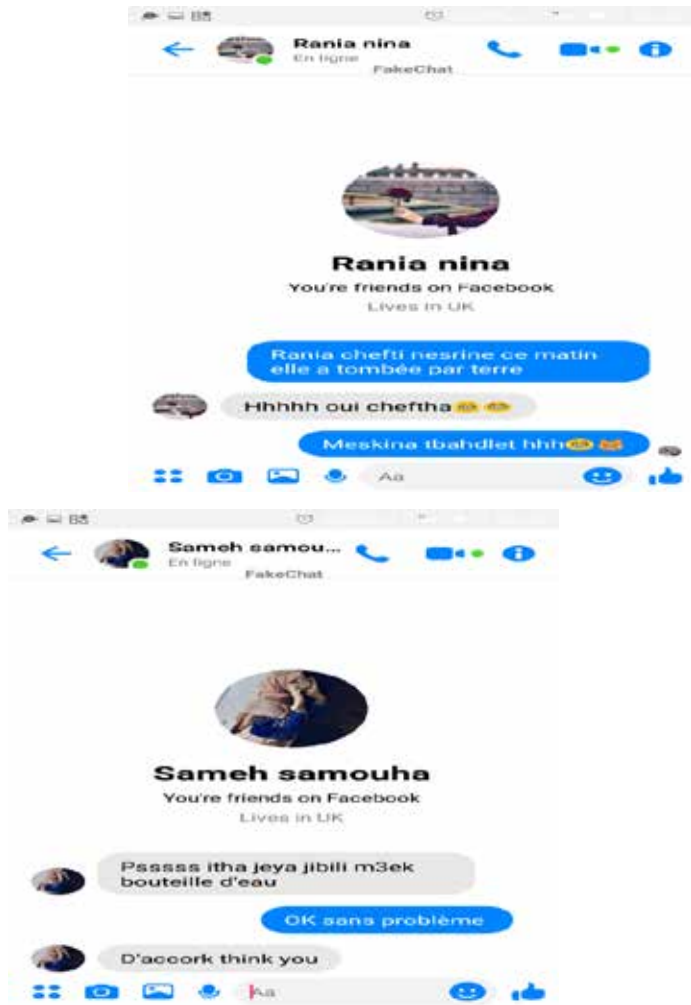 Rania nina
En ligne
FakeChat
Rania nina
You're friends on Facebook
Lives in UK
Rania chefti nesrine ce matin
elle a tombée par terre
Hhhhh oui cheftha
Meskina tbahdlet hhh
Aa
Sameh samou...
En ligne
FakeChat
Sameh samouha
You're friends on Facebook
Lives in UK
Psssss itha jeya jibili m3ek
bouteille d'eau
OK sans problème
D'accork think you
Aa